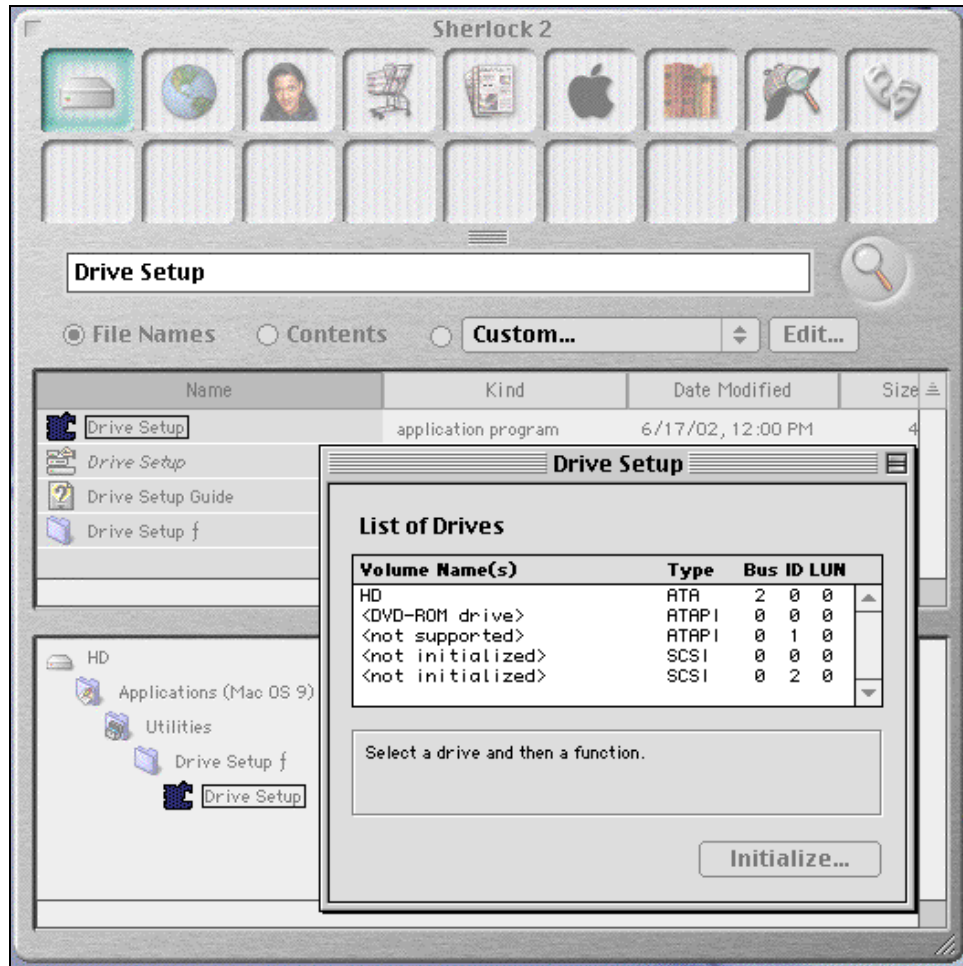 Sherlock 2
Drive Setup
File Names Contents Custom... Edit...
Name Kind Date Modified Size
Drive Setup application program 6/17/02, 12:00 PM 4
Drive Setup
Drive Setup Guide
Drive Setup ƒ
HD
Applications (Mac OS 9)
Utilities
Drive Setup ƒ
Drive Setup
Drive Setup
List of Drives
Volume Name(s) Type Bus ID LUN
HD ATA 2 0 0
<DVD-ROM drive> ATAPI 0 0 0
<not supported> ATAPI 0 1 0
<not initialized> SCSI 0 0 0
<not initialized> SCSI 0 2 0
Select a drive and then a function.
Initialize...